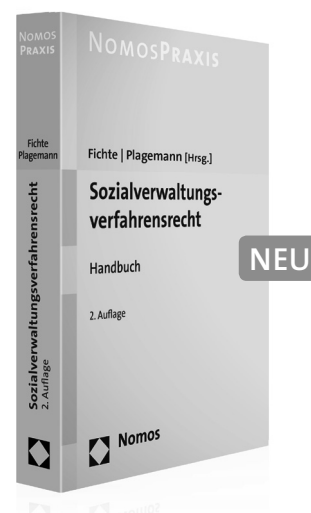 NOMOS
PRAXIS
Fichte
Plagemann
Sozialverwaltungsverfahrensrecht
2. Auflage
NOMOSPRAXIS
Fichte | Plagemann [Hrsg.]
Sozialverwaltungs-
verfahrensrecht
Handbuch
2. Auflage
Nomos
NEU